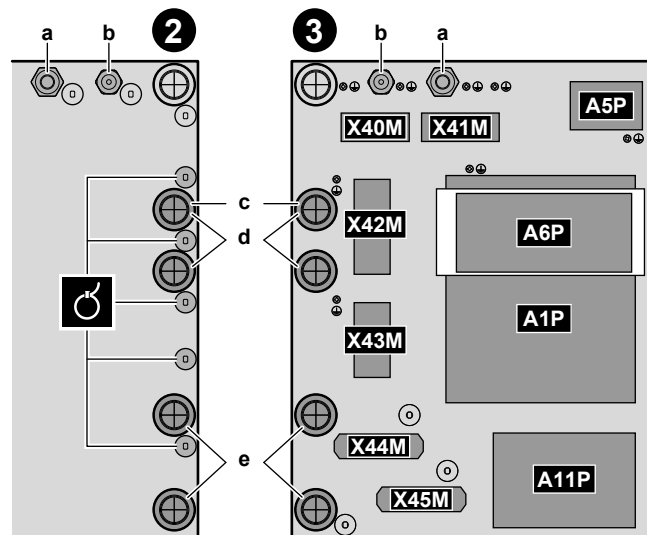 a b 2 3 b a
A5P
X40M X41M
c
X42M
d
A6P
A1P
X43M
e
X44M
A11P
X45M